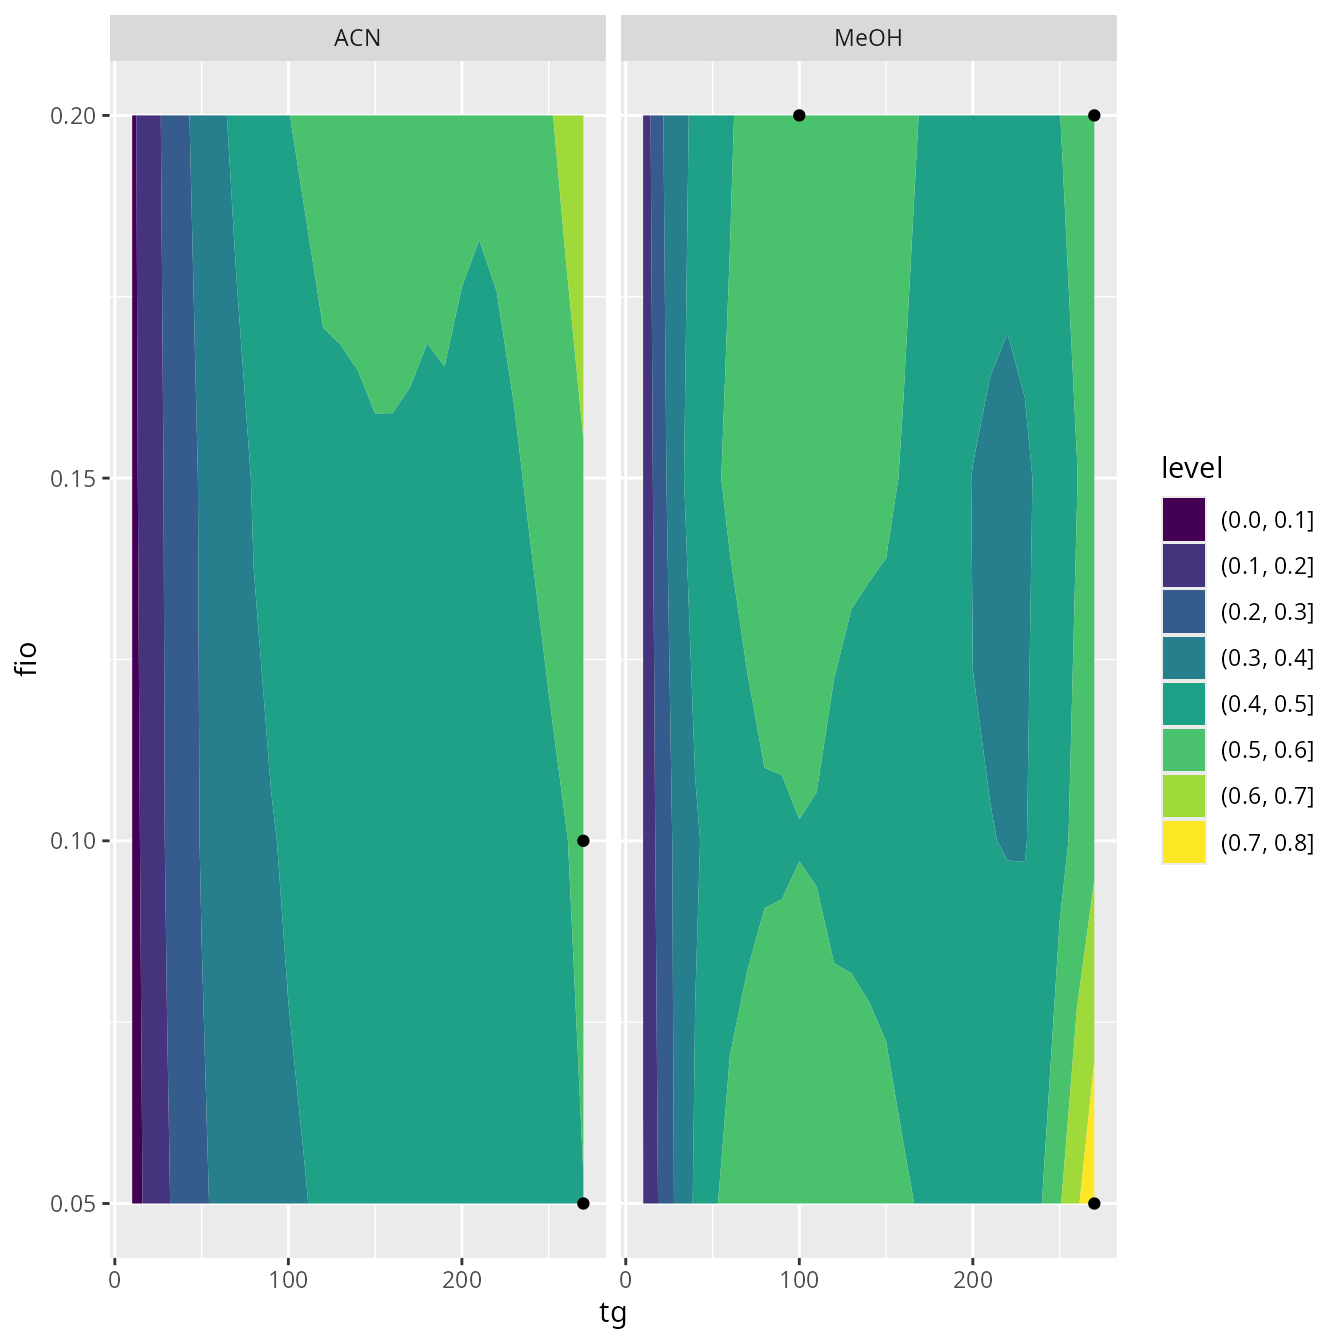 ACN MeOH
0.20
0.15
0.10
0.05
fio
0 100 200 0 100 200
tg
level
(0.0, 0.1]
(0.1, 0.2]
(0.2, 0.3]
(0.3, 0.4]
(0.4, 0.5]
(0.5, 0.6]
(0.6, 0.7]
(0.7, 0.8]